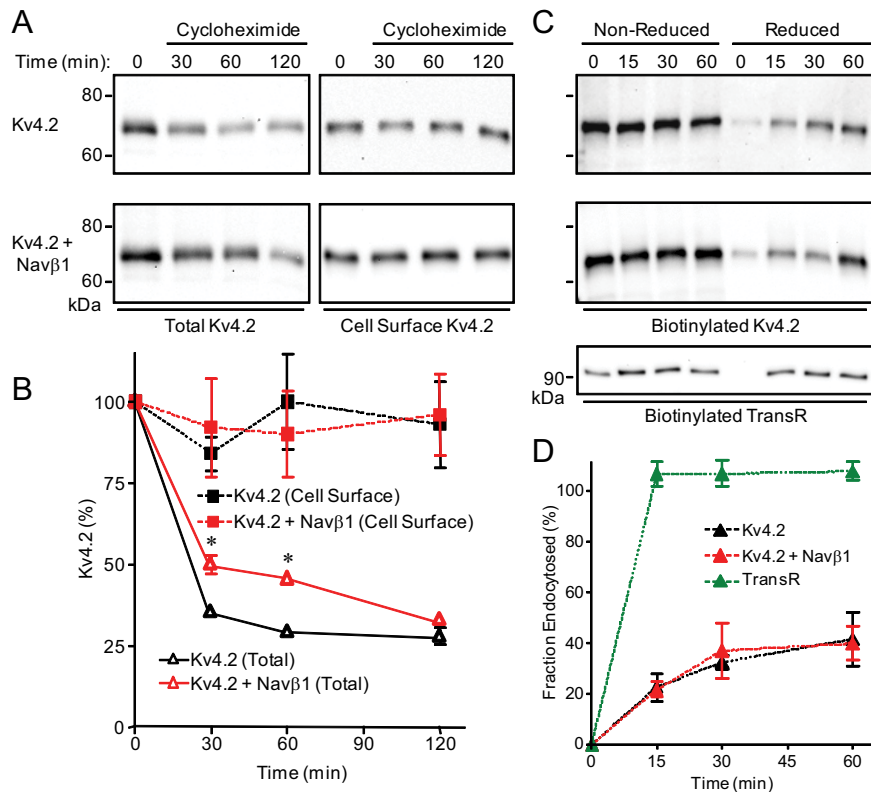 A
Cycloheximide
Cycloheximide
Time (min):
0
30
60
120
0
30
60
120
Kv4.2
80
60
Kv4.2 +
Navβ1
80
60
kDa
Total Kv4.2
Cell Surface Kv4.2
C
Non-Reduced
Reduced
0
15
30
60
0
15
30
60
Biotinylated Kv4.2
90
kDa
Biotinylated TransR
B
Kv4.2 (%)
100
75
50
25
0
Kv4.2 (Cell Surface)
Kv4.2 + Navβ1 (Cell Surface)
*
*
Kv4.2 (Total)
Kv4.2 + Navβ1 (Total)
0
30
60
90
120
Time (min)
D
Fraction Endocytosed (%)
100
80
60
40
20
0
Kv4.2
Kv4.2 + Navβ1
TransR
0
15
30
45
60
Time (min)